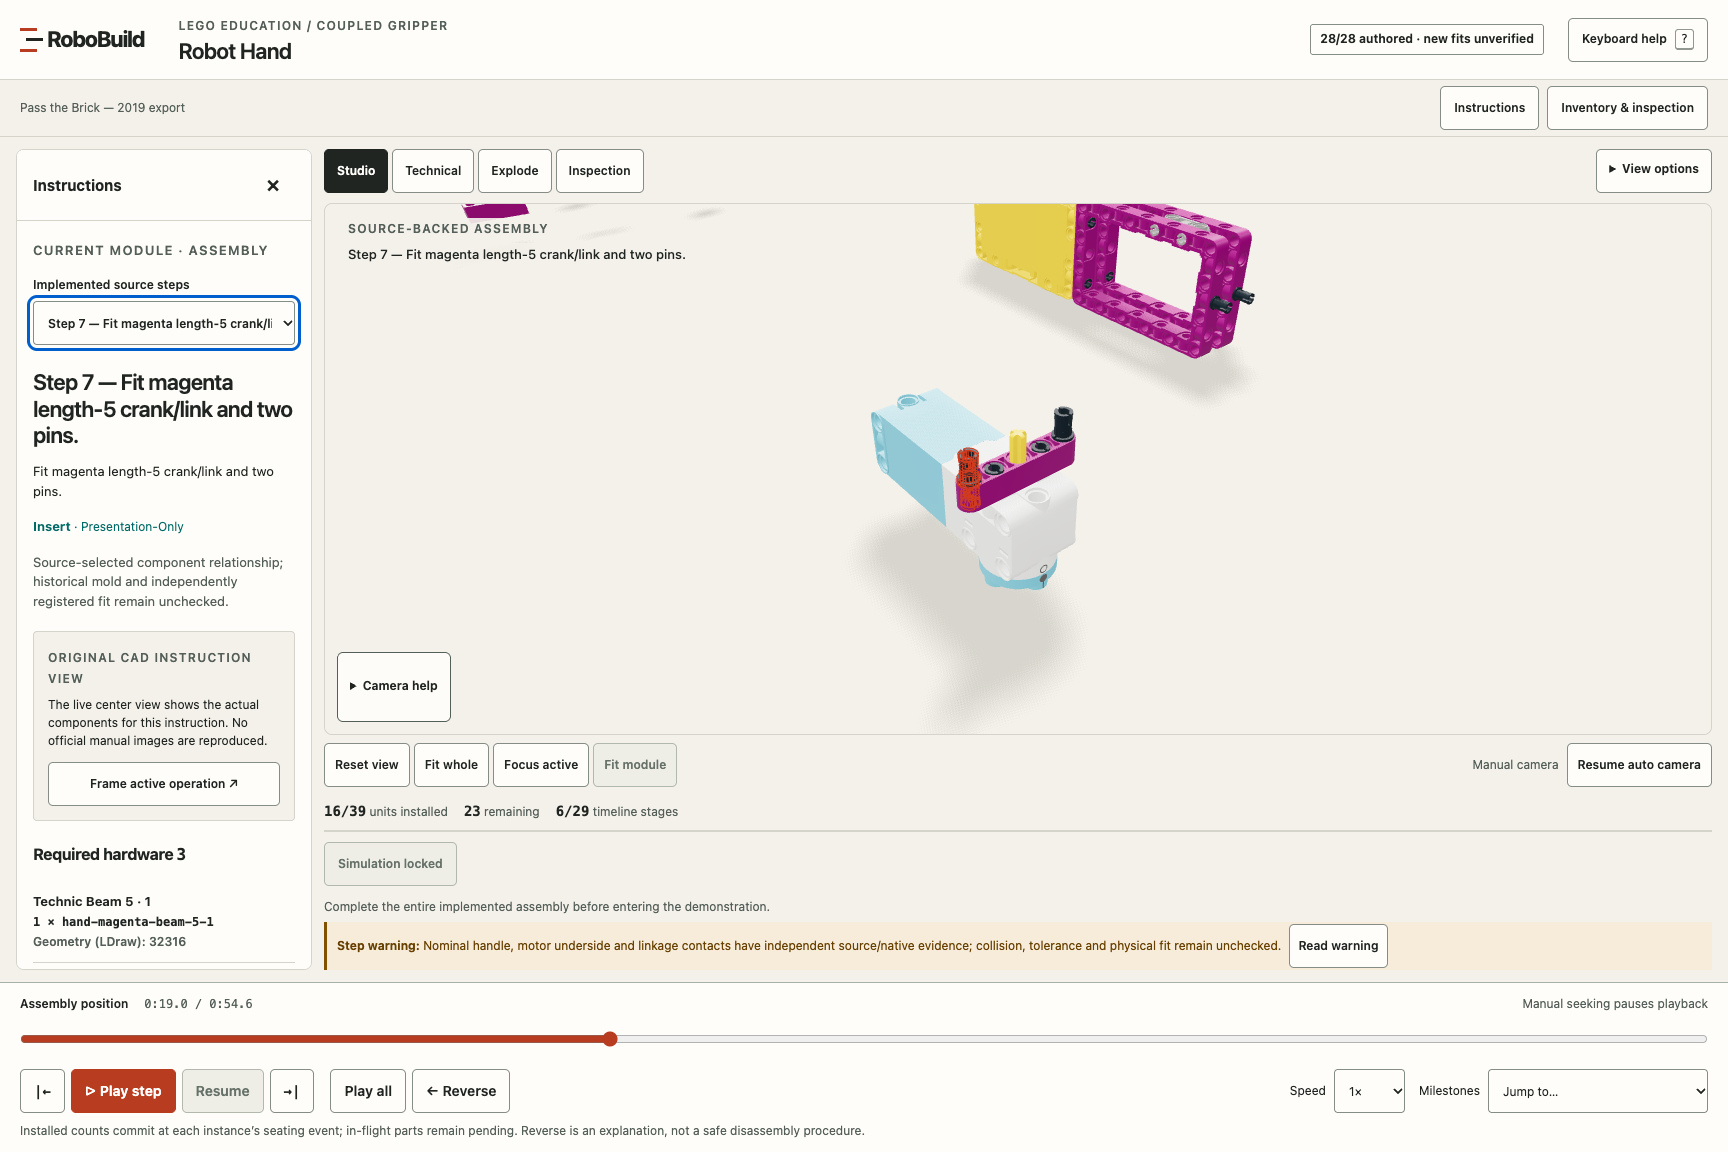 RoboBuild
LEGO EDUCATION / COUPLED GRIPPER
Robot Hand
28/28 authored · new fits unverified
Keyboard help ?
Pass the Brick — 2019 export
Instructions
Inventory & inspection
Instructions ✕
CURRENT MODULE · ASSEMBLY
Implemented source steps
Step 7 — Fit magenta length-5 crank/li
Step 7 — Fit magenta
length-5 crank/link and two
pins.
Fit magenta length-5 crank/link and two
pins.
Insert · Presentation-Only
Source-selected component relationship;
historical mold and independently
registered fit remain unchecked.
ORIGINAL CAD INSTRUCTION
VIEW
The live center view shows the actual
components for this instruction. No
official manual images are reproduced.
Frame active operation ↗
Required hardware 3
Technic Beam 5 · 1
1 × hand-magenta-beam-5-1
Geometry (LDraw): 32316
Studio
Technical
Explode
Inspection
▶ View options
SOURCE-BACKED ASSEMBLY
Step 7 — Fit magenta length-5 crank/link and two pins.
▶ Camera help
Reset view
Fit whole
Focus active
Fit module
Manual camera
Resume auto camera
16/39 units installed 23 remaining 6/29 timeline stages
Simulation locked
Complete the entire implemented assembly before entering the demonstration.
Step warning: Nominal handle, motor underside and linkage contacts have independent source/native evidence; collision, tolerance and physical fit remain unchecked.
Read warning
Assembly position 0:19.0 / 0:54.6
Manual seeking pauses playback
|←
▷ Play step
Resume
→|
Play all
← Reverse
Speed 1×
Milestones Jump to...
Installed counts commit at each instance's seating event; in-flight parts remain pending. Reverse is an explanation, not a safe disassembly procedure.